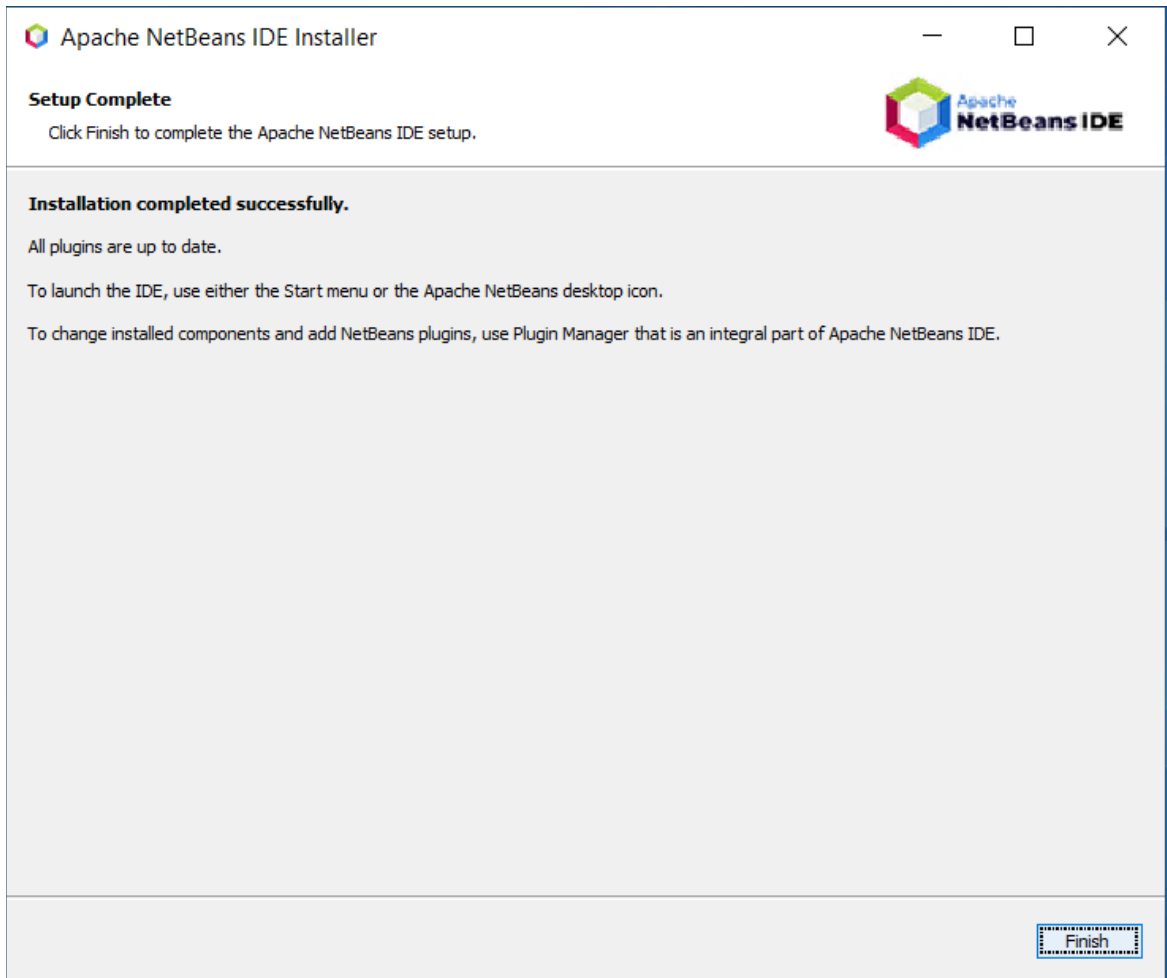 Apache NetBeans IDE Installer
Setup Complete
Click Finish to complete the Apache NetBeans IDE setup.
Apache
NetBeans IDE
Installation completed successfully.
All plugins are up to date.
To launch the IDE, use either the Start menu or the Apache NetBeans desktop icon.
To change installed components and add NetBeans plugins, use Plugin Manager that is an integral part of Apache NetBeans IDE.
Finish